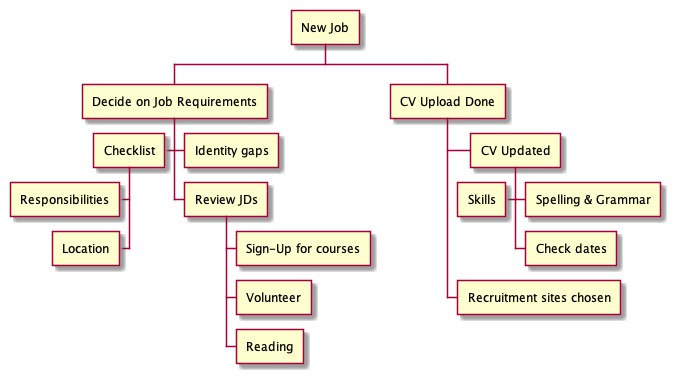 New Job
Decide on Job Requirements
CV Upload Done
Checklist
Identity gaps
CV Updated
Responsibilities
Review JDs
Skills
Spelling & Grammar
Location
Sign-Up for courses
Check dates
Volunteer
Recruitment sites chosen
Reading